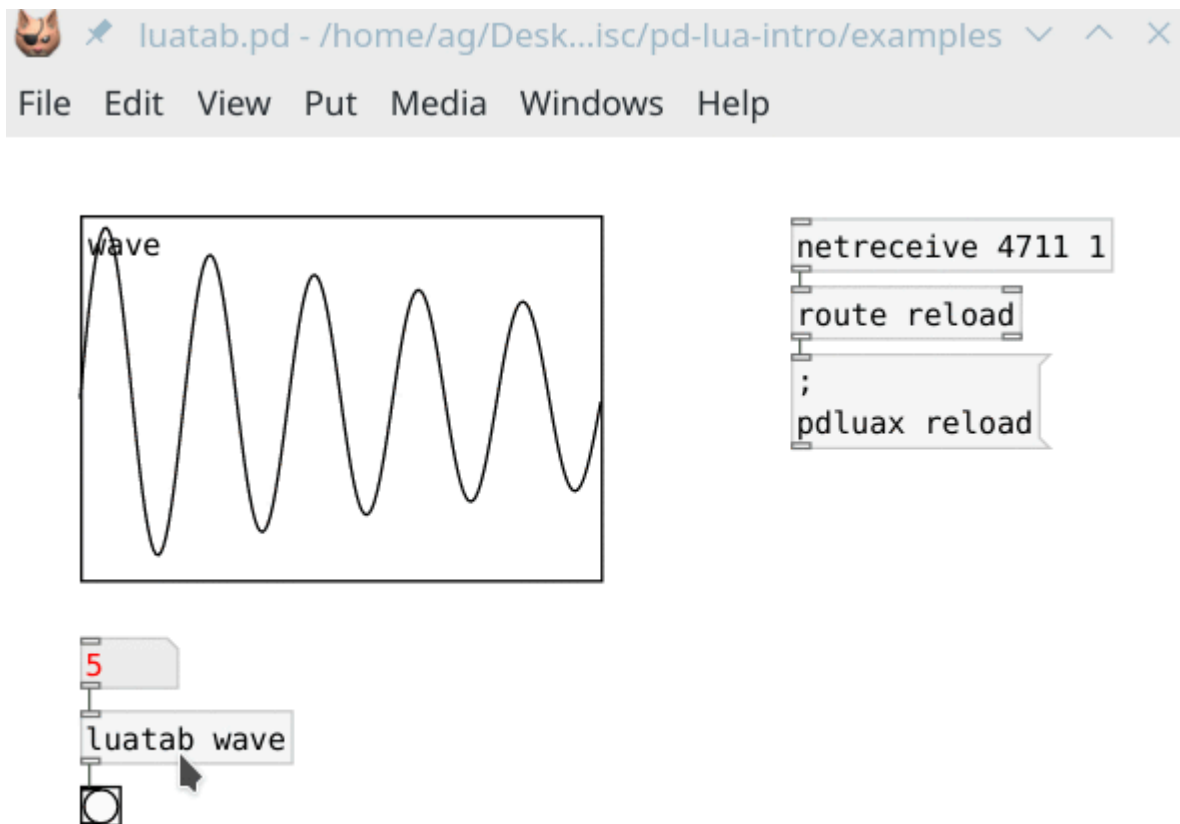 luatab.pd - /home/ag/Desk...isc/pd-lua-intro/examples
File Edit View Put Media Windows Help
wave
netreceive 4711 1
route reload
;
pdluax reload
5
luatab wave